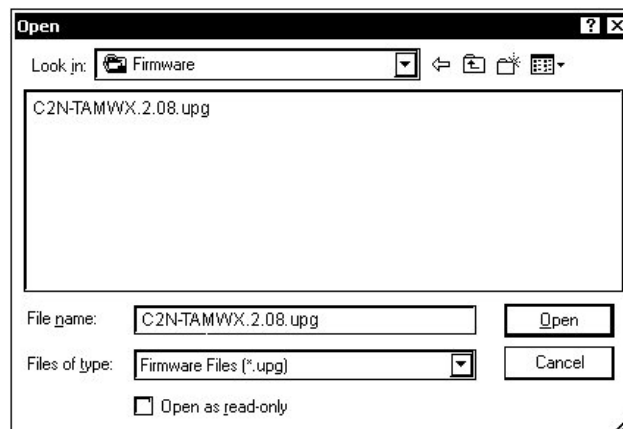 Open
Look in: Firmware
C2N-TAMWX.2.08.upg
File name: C2N-TAMWX.2.08.upg Open
Files of type: Firmware Files (*.upg) Cancel
Open as read-only